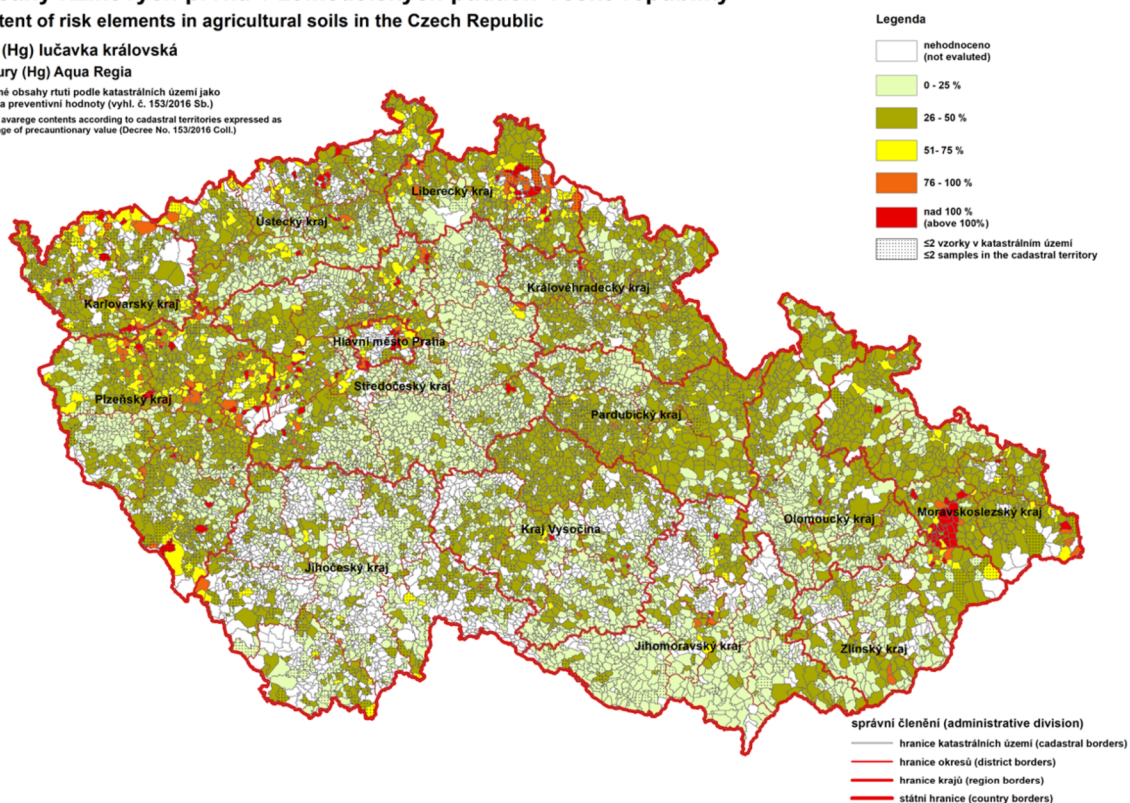 tent of risk elements in agricultural soils in the Czech Republic
(Hg) lučavka královská
ury (Hg) Aqua Regia
né obsahy rtuti podle katastrálních území jako
a preventivní hodnoty (vyhl. č. 153/2016 Sb.)
avarege contents according to cadastral territories expressed as
ge of precauntionary value (Decree No. 153/2016 Coll.)
Legenda
nehodnoceno
(not evaluted)
0 - 25 %
26 - 50 %
51- 75 %
76 - 100 %
nad 100 %
(above 100%)
≤2 vzorky v katastrálním území
≤2 samples in the cadastral territory
Liberecký kraj
Ústecký kraj
Královéhradecký kraj
Karlovarský kraj
Hlavní město Praha
Středočeský kraj
Plzeňský kraj
Pardubický kraj
Moravskoslezský kraj
Olomoucký kraj
Kraj Vysočina
Jihočeský kraj
Jihomoravský kraj
Zlínský kraj
správní členění (administrative division)
hranice katastrálních území (cadastral borders)
hranice okresů (district borders)
hranice krajů (region borders)
státní hranice (country borders)